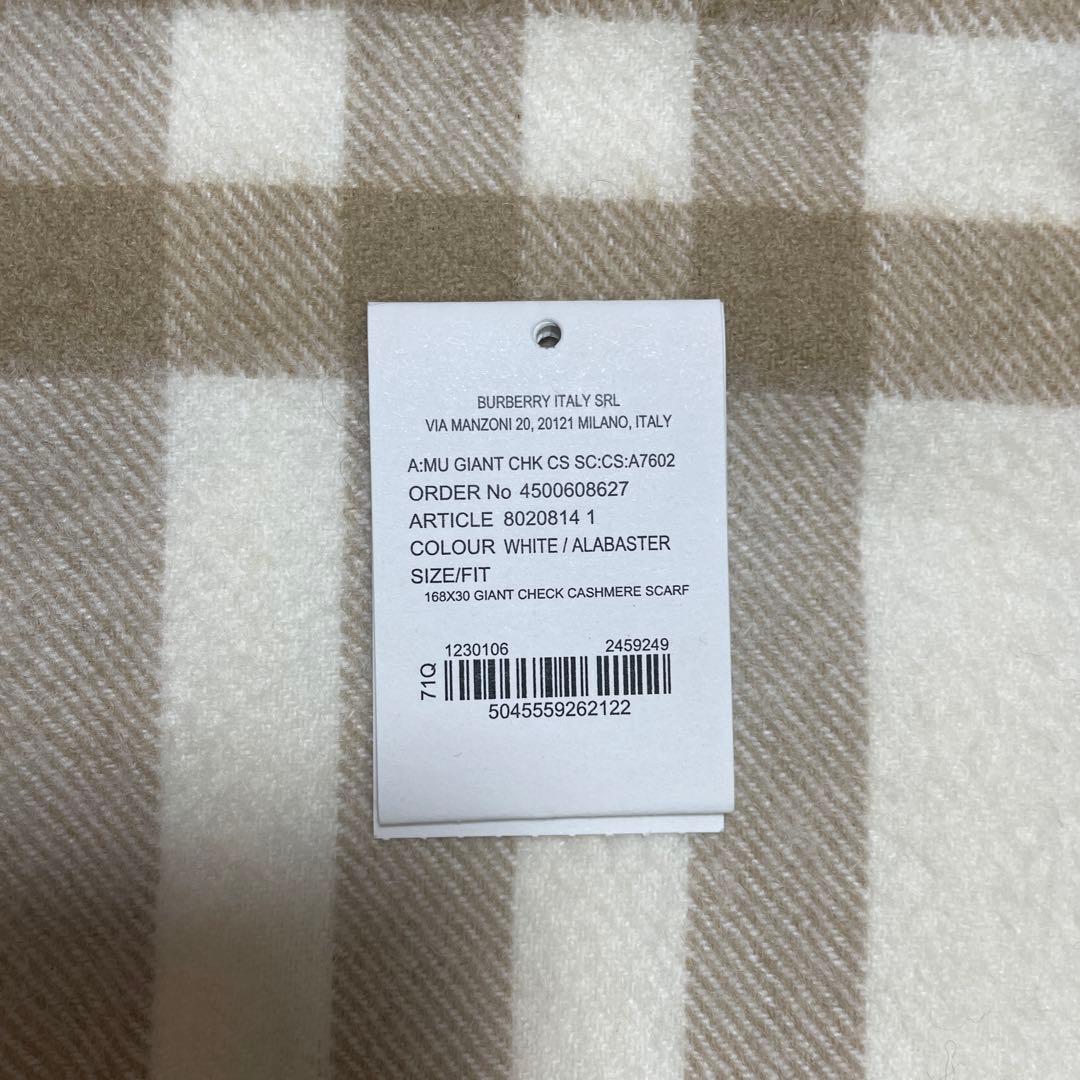 BURBERRY ITALY SRL
VIA MANZONI 20, 20121 MILANO, ITALY
A:MU GIANT CHK CS SC:CS:A7602
ORDER No 4500608627
ARTICLE 8020814 1
COLOUR WHITE / ALABASTER
SIZE/FIT
168X30 GIANT CHECK CASHMERE SCARF
1230106 2459249
71Q
5045559262122